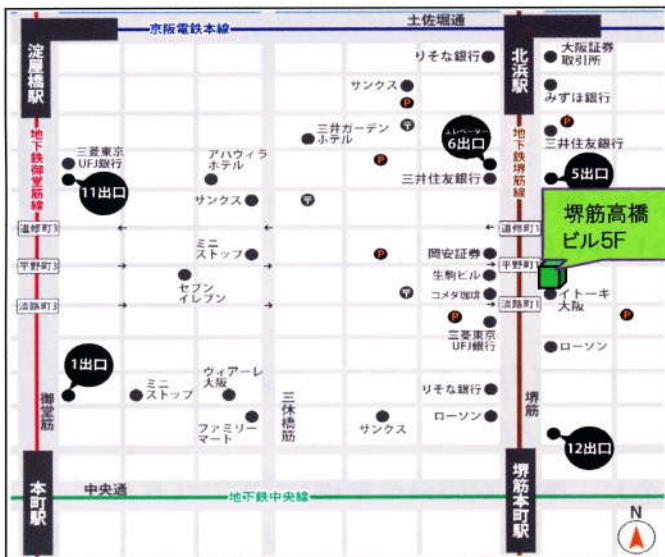 京阪電鉄本線
土佐堀通
淀屋橋駅
北浜駅
りそな銀行
大阪証券
取引所
サンクス
みずほ銀行
P
〒
P
三井ガーデン
ホテル
エレベーター
6出口
三井住友銀行
地下鉄御堂筋線
地下鉄堺筋線
三菱東京
UFJ銀行
アハヴィラ
ホテル
P
11出口
三井住友銀行
5出口
サンクス
〒
堺筋高橋
ビル5F
道修町3
道修町1
ミニ
ストップ
P
岡安証券
平野町3
平野町1
セブン
イレブン
生駒ビル
〒
コメダ珈琲
イトーキ
大阪
淡路町3
淡路町1
P
P
三菱東京
UFJ銀行
ローソン
1出口
ミニ
ストップ
ヴィアーレ
大阪
りそな銀行
御堂筋
三休橋筋
堺筋
ファミリー
マート
サンクス
ローソン
12出口
本町駅
堺筋本町駅
中央通
地下鉄中央線
N